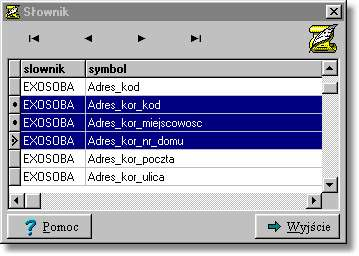 Słownik
slownik symbol
EXOSOBA Adres_kod
EXOSOBA Adres_kor_kod
EXOSOBA Adres_kor_miejscowosc
EXOSOBA Adres_kor_nr_domu
EXOSOBA Adres_kor_poczta
EXOSOBA Adres_kor_ulica
? Pomoc Wyjście